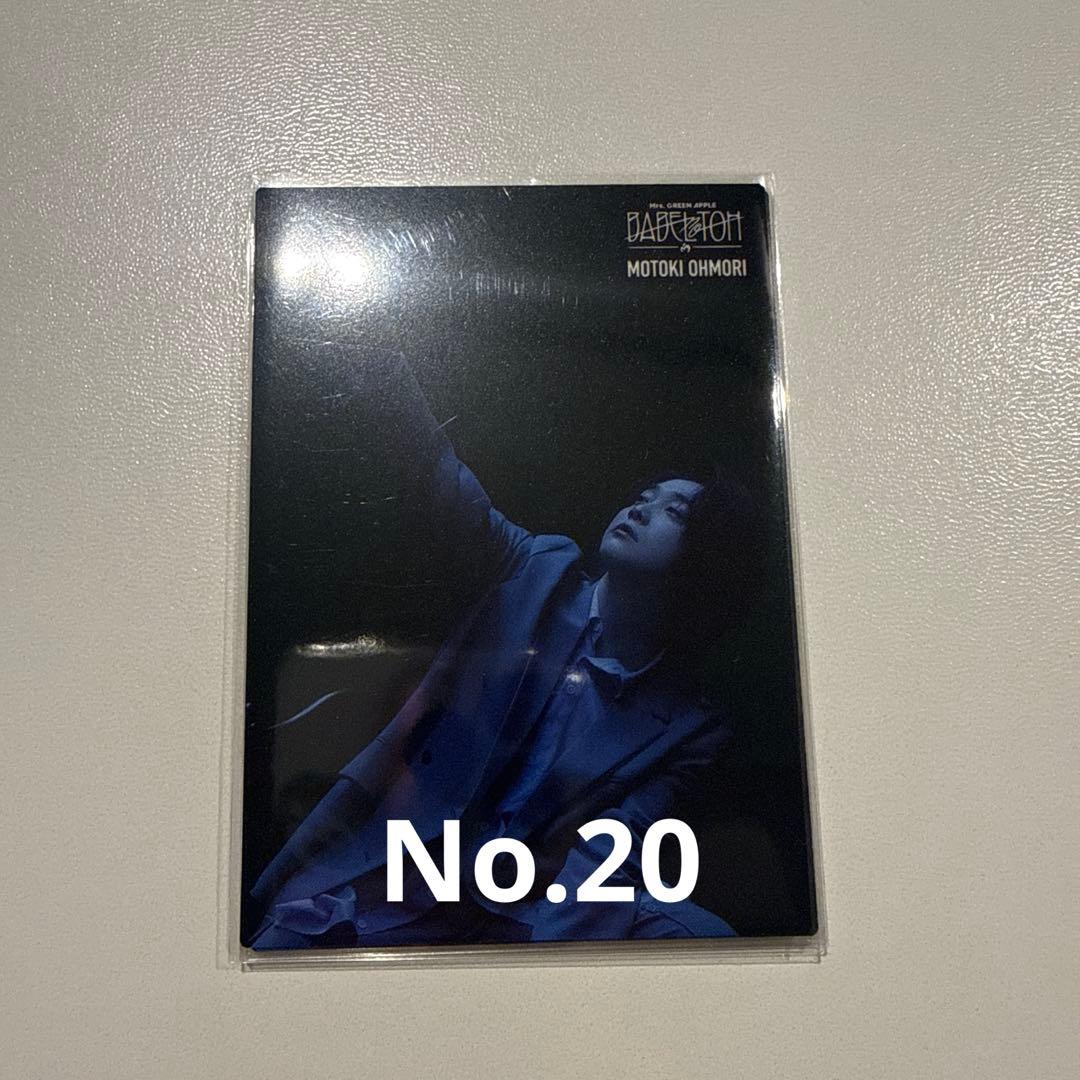 Mrs. GREEN APPLE
BABEL no TOH
MOTOKI OHMORI
No.20